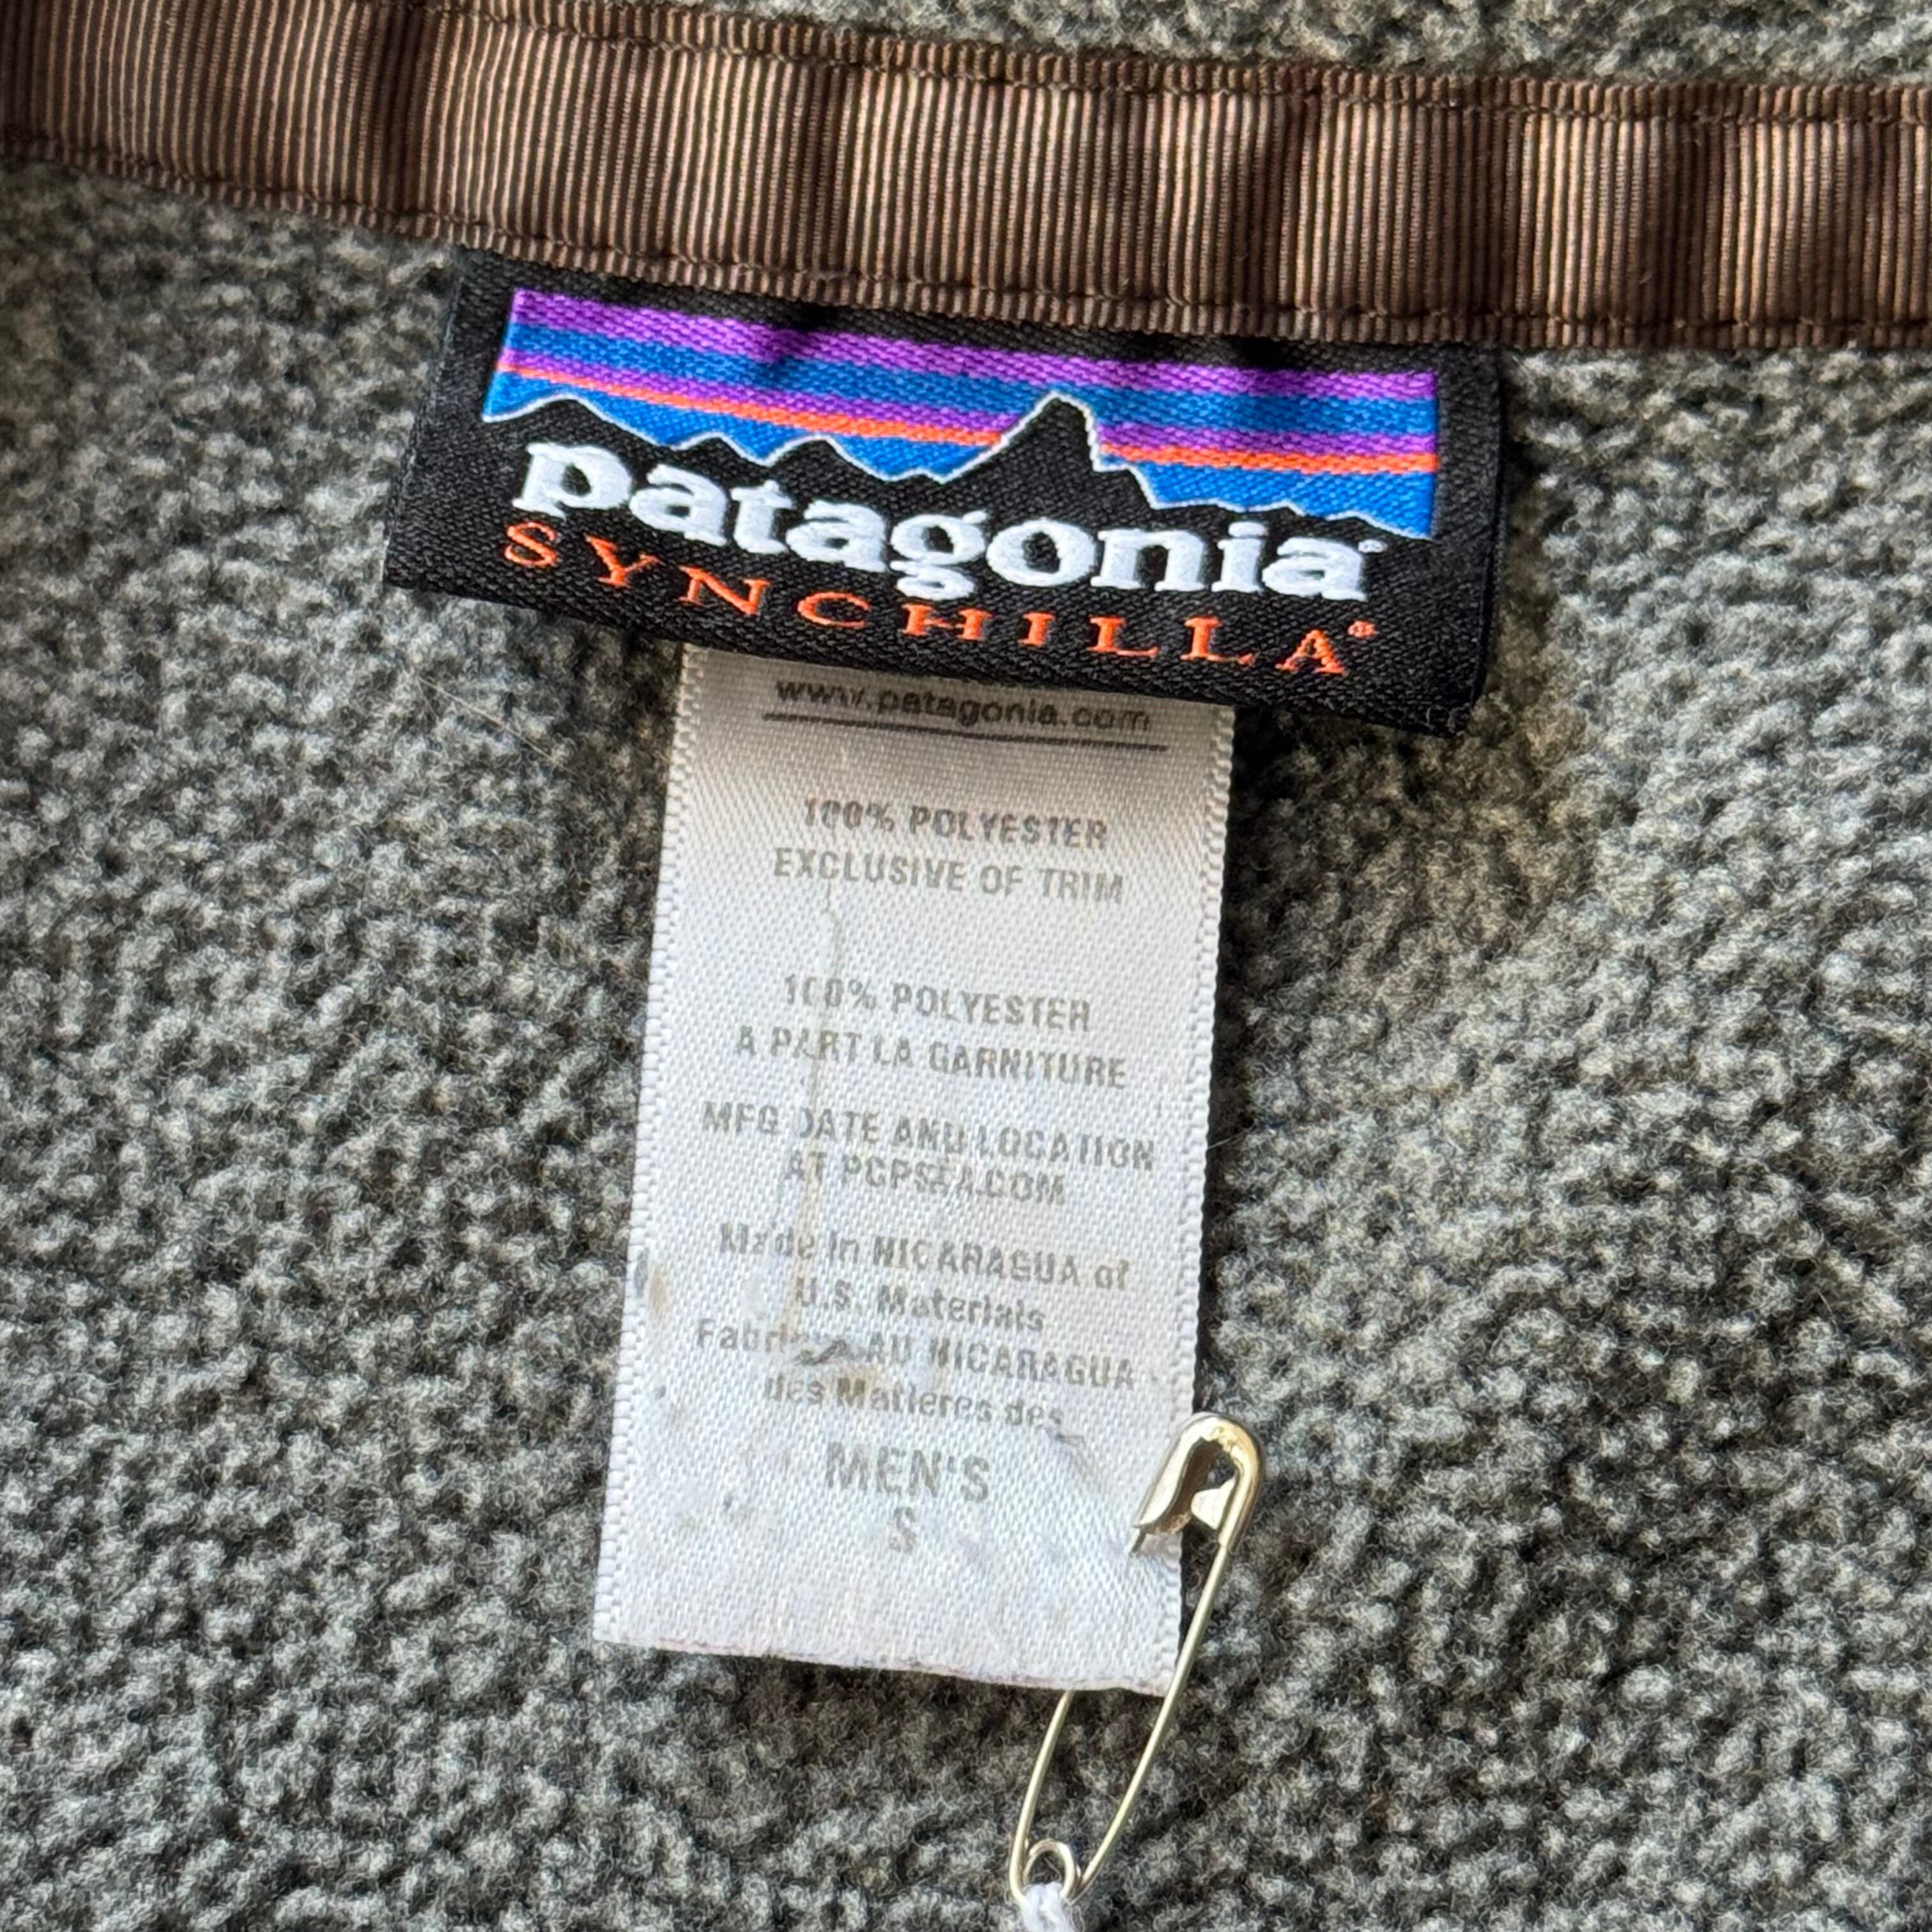 patagonia®
SYNCHILLA®
www.patagonia.com
100% POLYESTER
EXCLUSIVE OF TRIM
100% POLYESTER
A PART LA GARNITURE
MFG DATE AND LOCATION
AT PCPSEA.COM
Made in NICARAGUA of
U.S. Materials
AU NICARAGUA
des Matieres des
MEN'S
S